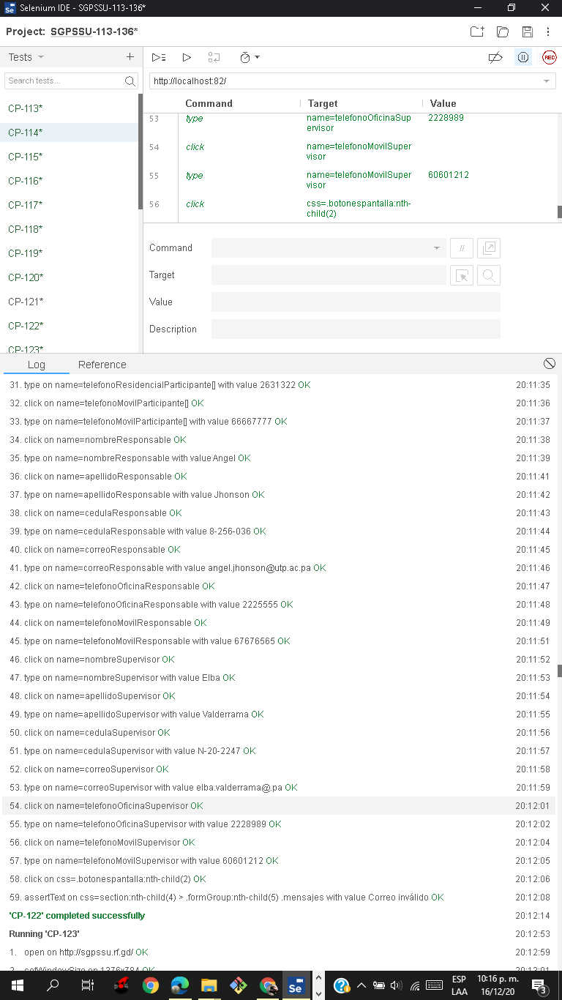 Selenium IDE - SGPSSU-113-136*
Project: SGPSSU-113-136*
Tests
Search tests...
http://localhost:82/
CP-113*
CP-114*
CP-115*
CP-116*
CP-117*
CP-118*
CP-119*
CP-120*
CP-121*
CP-122*
CP-123*
REC
Command Target Value
53 type name=telefonoOficinaSup 2228989
ervisor
54 click name=telefonoMovilSuper
visor
55 type name=telefonoMovilSuper 60601212
visor
56 click css=.botonespantalla:nth-
child(2)
Command
//
Target
Value
Description
Log Reference
31. type on name=telefonoResidencialParticipante[] with value 2631322 OK 20:11:35
32. click on name=telefonoMovilParticipante[] OK 20:11:36
33. type on name=telefonoMovilParticipante[] with value 66667777 OK 20:11:37
34. click on name=nombreResponsable OK 20:11:38
35. type on name=nombreResponsable with value Angel OK 20:11:39
36. click on name=apellidoResponsable OK 20:11:41
37. type on name=apellidoResponsable with value Jhonson OK 20:11:42
38. click on name=cedulaResponsable OK 20:11:43
39. type on name=cedulaResponsable with value 8-256-036 OK 20:11:44
40. click on name=correoResponsable OK 20:11:45
41. type on name=correoResponsable with value angel.jhonson@utp.ac.pa OK 20:11:46
42. click on name=telefonoOficinaResponsable OK 20:11:47
43. type on name=telefonoOficinaResponsable with value 2225555 OK 20:11:48
44. click on name=telefonoMovilResponsable OK 20:11:49
45. type on name=telefonoMovilResponsable with value 67676565 OK 20:11:51
46. click on name=nombreSupervisor OK 20:11:52
47. type on name=nombreSupervisor with value Elba OK 20:11:53
48. click on name=apellidoSupervisor OK 20:11:54
49. type on name=apellidoSupervisor with value Valderrama OK 20:11:55
50. click on name=cedulaSupervisor OK 20:11:56
51. type on name=cedulaSupervisor with value N-20-2247 OK 20:11:57
52. click on name=correoSupervisor OK 20:11:58
53. type on name=correoSupervisor with value elba.valderrama@.pa OK 20:11:59
54. click on name=telefonoOficinaSupervisor OK 20:12:01
55. type on name=telefonoOficinaSupervisor with value 2228989 OK 20:12:02
56. click on name=telefonoMovilSupervisor OK 20:12:04
57. type on name=telefonoMovilSupervisor with value 60601212 OK 20:12:05
58. click on css=.botonespantalla:nth-child(2) OK 20:12:06
59. assertText on css=section:nth-child(4) > .formGroup:nth-child(5) .mensajes with value Correo inválido OK 20:12:08
'CP-122' completed successfully 20:12:14
Running 'CP-123' 20:12:53
1. open on http://sgpssu.rf.gd/ OK 20:12:59
2. setWindowSize on 1376x784 OK 20:13:01
Se
ESP 10:16 p. m.
LAA 16/12/20
3